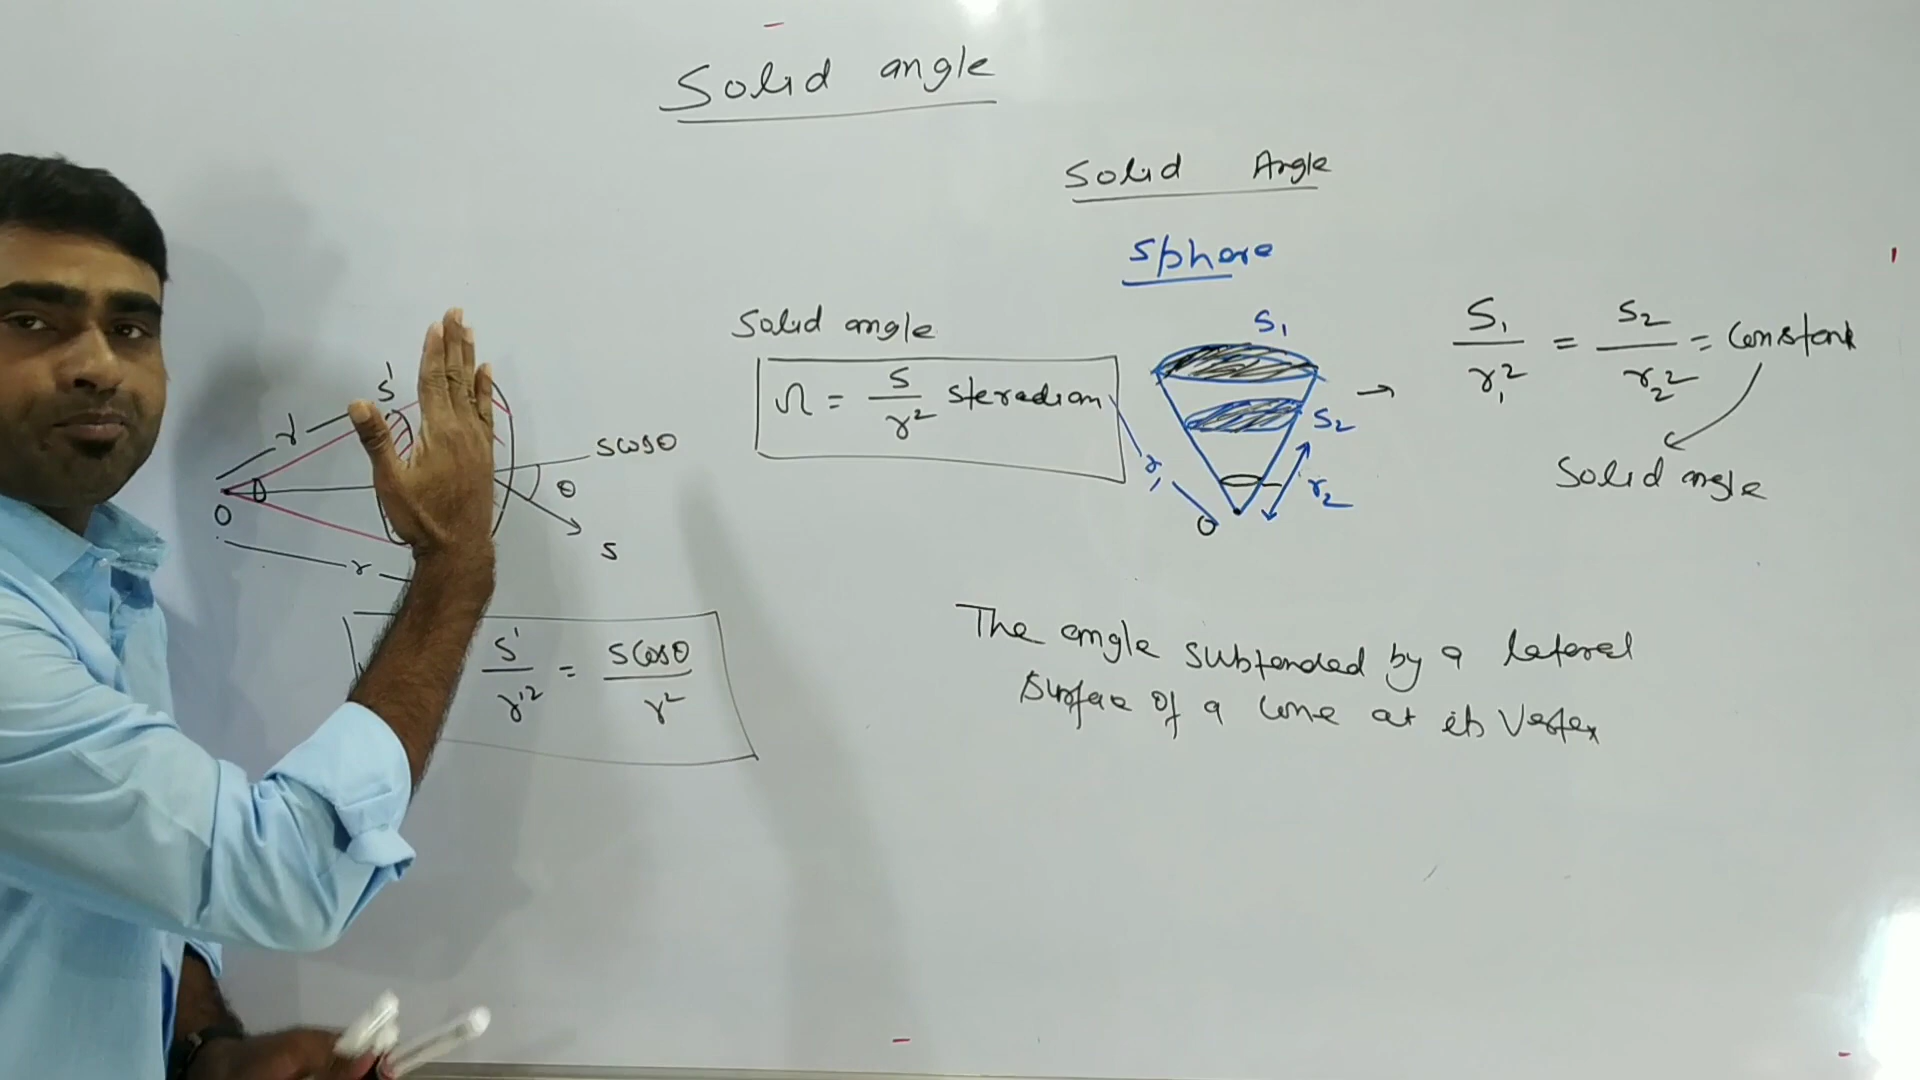 Solid angle
Solid Angle
Sphere
Solid angle
Ω = S/r² steradian
S₁
S₂
r₁
r₂
O
S₁/r₁² = S₂/r₂² = Constant
Solid angle
S'
r'
θ
O
r
Scosθ
θ
S
S'/r'² = SCosθ/r²
The angle subtended by a lateral
Surface of a Cone at its Vertex